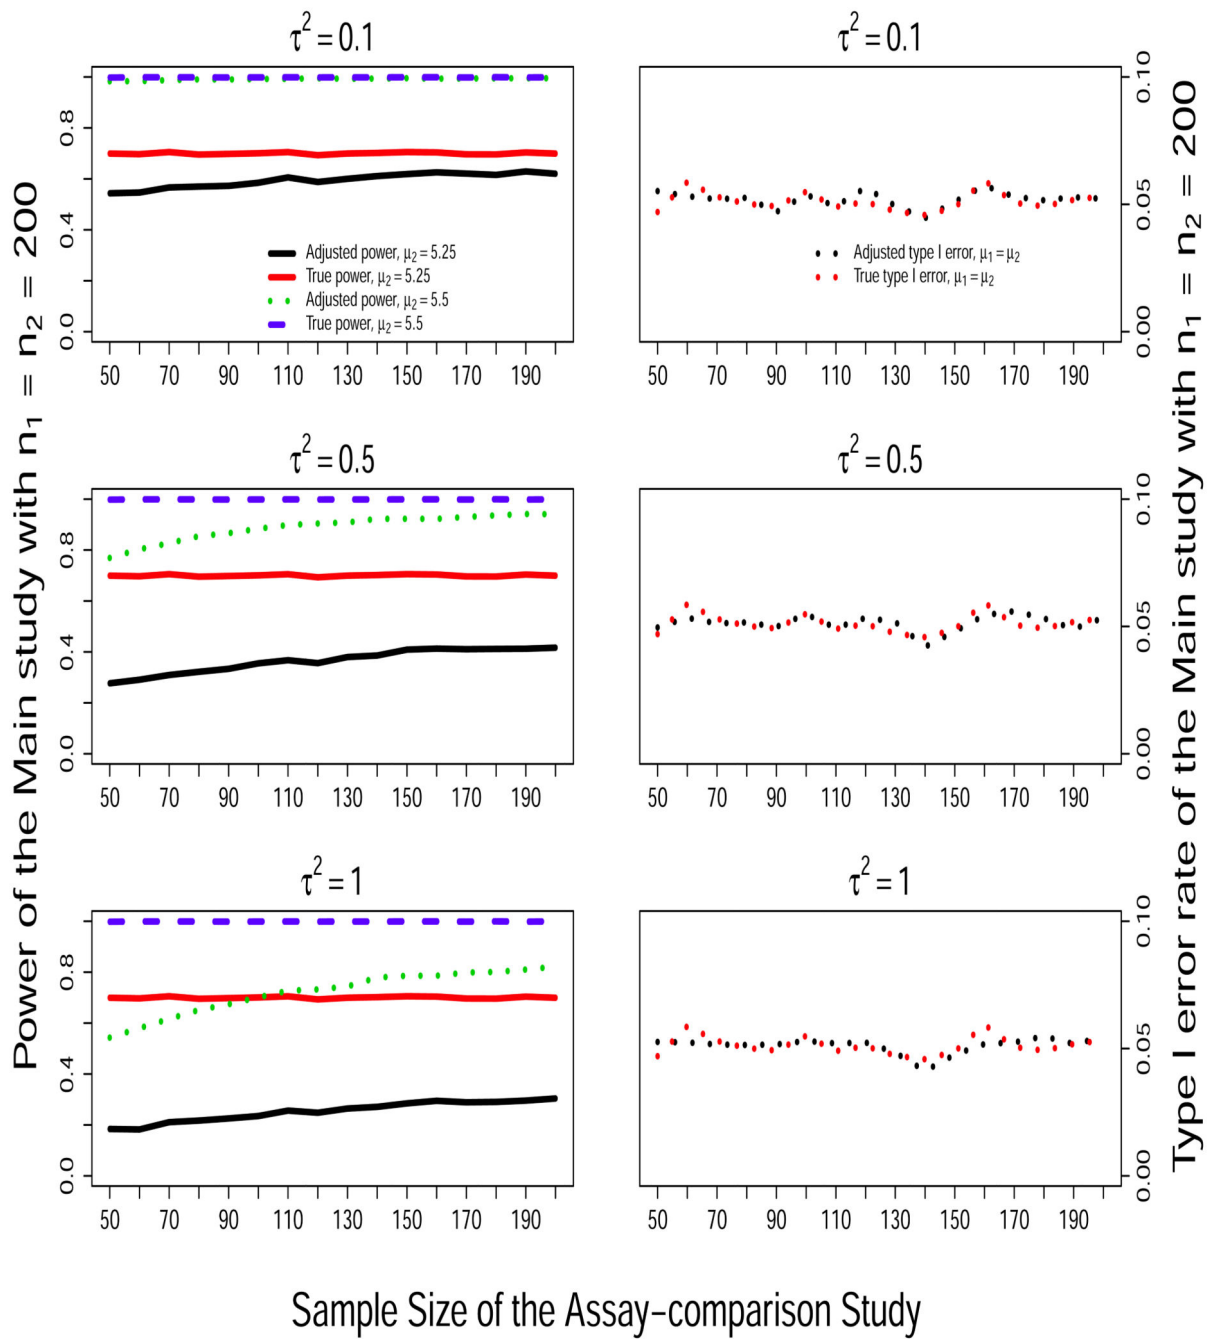 τ² = 0.1
τ² = 0.1
0.0 0.4 0.8
Adjusted power, μ₂ = 5.25
True power, μ₂ = 5.25
Adjusted power, μ₂ = 5.5
True power, μ₂ = 5.5
50 70 90 110 130 150 170 190
Adjusted type I error, μ₁ = μ₂
True type I error, μ₁ = μ₂
0.00 0.05 0.10
50 70 90 110 130 150 170 190
τ² = 0.5
τ² = 0.5
0.0 0.4 0.8
50 70 90 110 130 150 170 190
0.00 0.05 0.10
50 70 90 110 130 150 170 190
τ² = 1
τ² = 1
0.0 0.4 0.8
50 70 90 110 130 150 170 190
0.00 0.05 0.10
50 70 90 110 130 150 170 190
Power of the Main study with n₁ = n₂ = 200
Type I error rate of the Main study with n₁ = n₂ = 200
Sample Size of the Assay–comparison Study